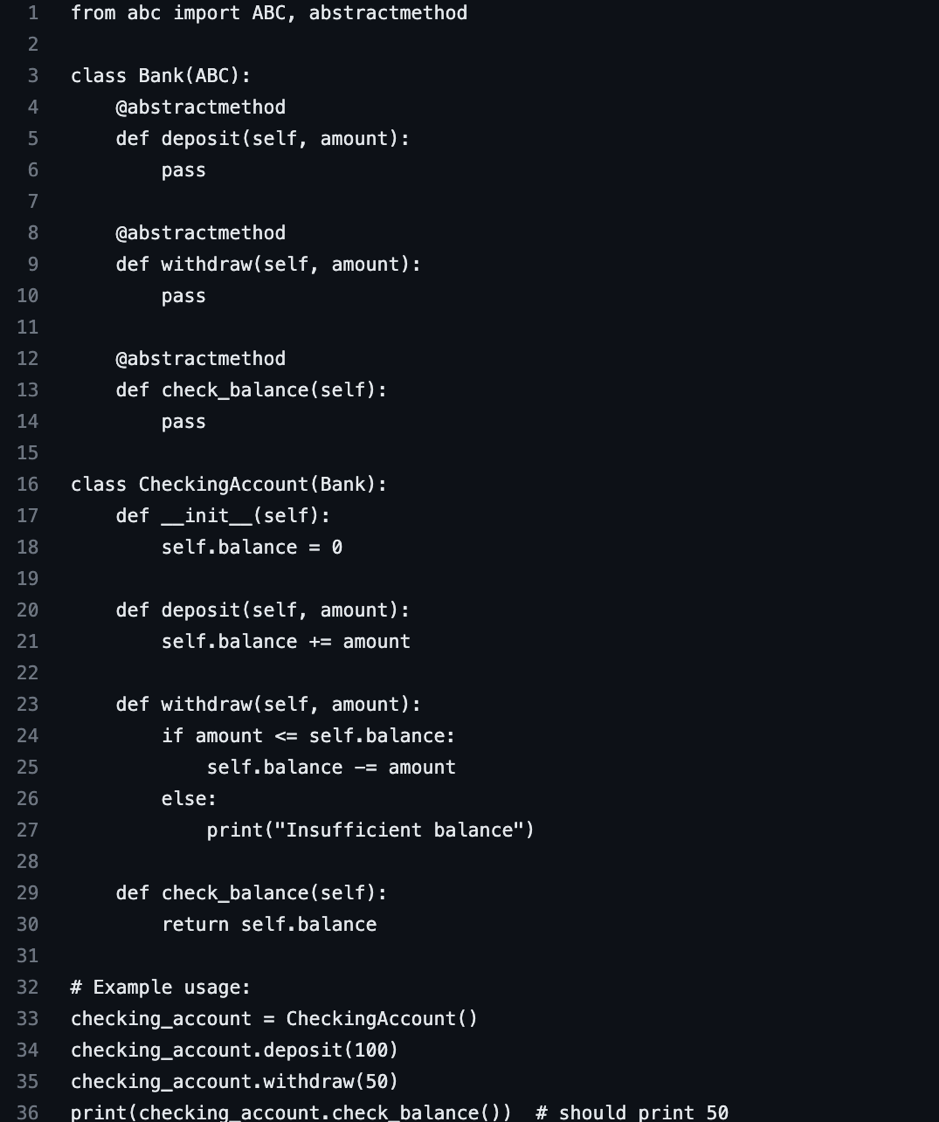 1 from abc import ABC, abstractmethod
2
3 class Bank(ABC):
4     @abstractmethod
5     def deposit(self, amount):
6         pass
7
8     @abstractmethod
9     def withdraw(self, amount):
10         pass
11
12     @abstractmethod
13     def check_balance(self):
14         pass
15
16 class CheckingAccount(Bank):
17     def __init__(self):
18         self.balance = 0
19
20     def deposit(self, amount):
21         self.balance += amount
22
23     def withdraw(self, amount):
24         if amount <= self.balance:
25             self.balance -= amount
26         else:
27             print("Insufficient balance")
28
29     def check_balance(self):
30         return self.balance
31
32 # Example usage:
33 checking_account = CheckingAccount()
34 checking_account.deposit(100)
35 checking_account.withdraw(50)
36 print(checking_account.check_balance())  # should print 50